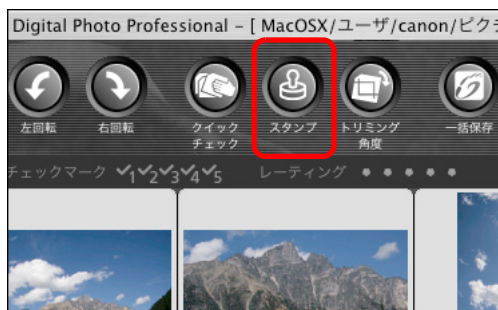 Digital Photo Professional – [ MacOSX/ユーザ/canon/ピクチ
左回転
右回転
クイック
チェック
スタンプ
トリミング
角度
一括保存
チェックマーク 1 2 3 4 5
レーティング